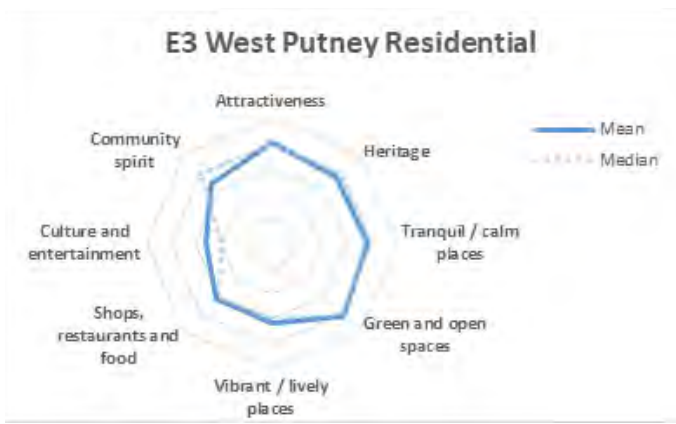 E3 West Putney Residential
Attractiveness
Heritage
Tranquil / calm
places
Green and open
spaces
Vibrant / lively
places
Shops,
restaurants and
food
Culture and
entertainment
Community
spirit
Mean
Median